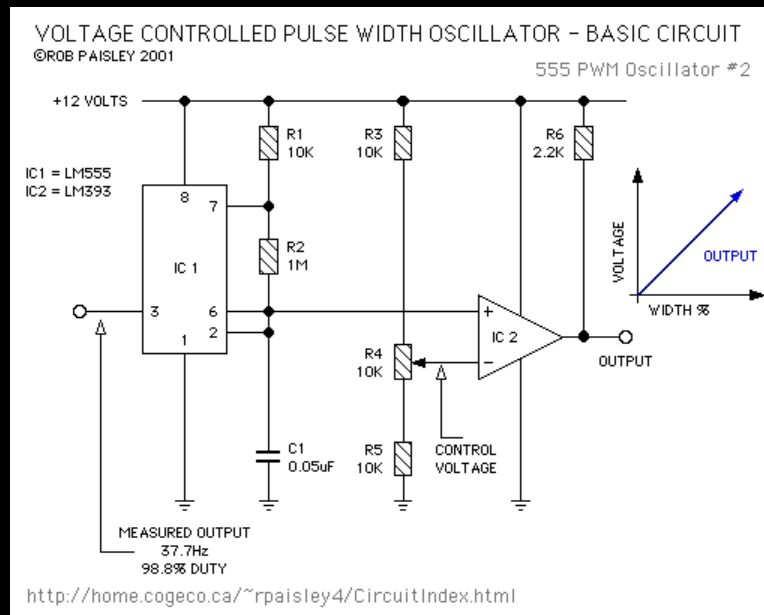 VOLTAGE CONTROLLED PULSE WIDTH OSCILLATOR - BASIC CIRCUIT
©ROB PAISLEY 2001
555 PWM Oscillator #2
+12 VOLTS
R1
10K
R3
10K
R6
2.2K
IC1 = LM555
IC2 = LM393
8
7
R2
1M
IC 1
3
6
2
1
+
IC 2
-
R4
10K
OUTPUT
VOLTAGE
OUTPUT
WIDTH %
C1
0.05uF
R5
10K
CONTROL
VOLTAGE
MEASURED OUTPUT
37.7Hz
98.8% DUTY
http://home.cogeco.ca/~rpaisley4/CircuitIndex.html